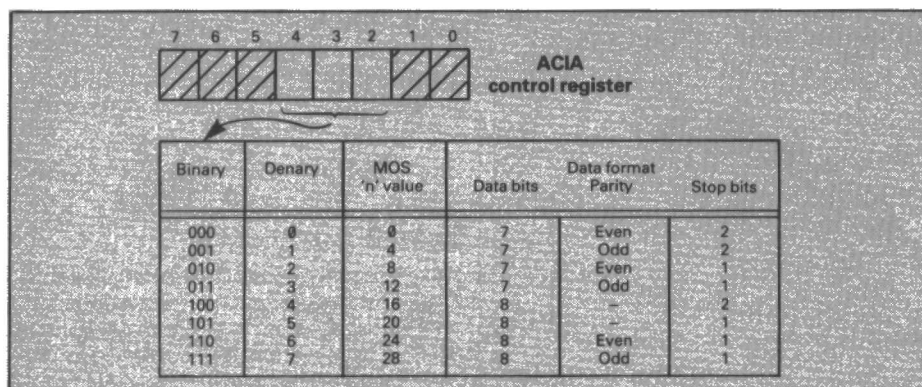 7 6 5 4 3 2 1 0
ACIA
control register
Binary Denary MOS 'n' value Data format
Data bits Parity Stop bits
000 0 0 7 Even 2
001 1 4 7 Odd 2
010 2 8 7 Even 1
011 3 12 7 Odd 1
100 4 16 8 – 2
101 5 20 8 – 1
110 6 24 8 Even 1
111 7 28 8 Odd 1